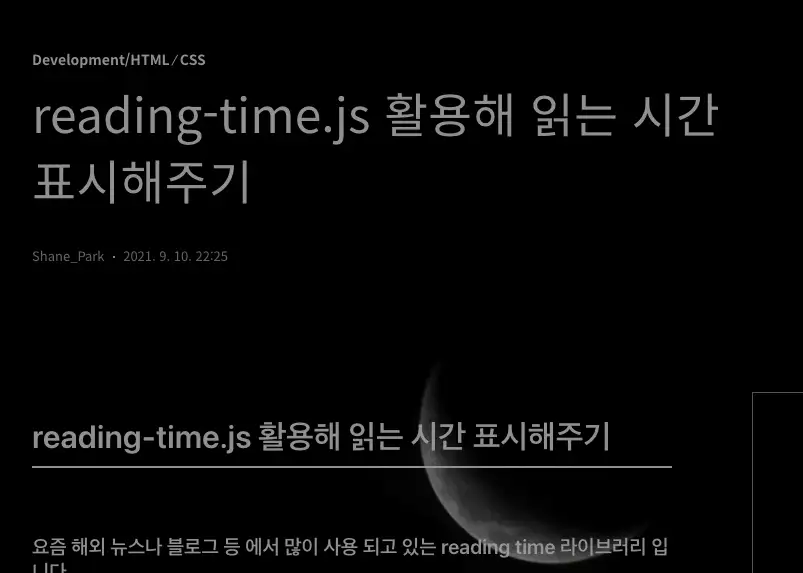 Development/HTML/CSS
reading-time.js 활용해 읽는 시간
표시해주기
Shane_Park · 2021. 9. 10. 22:25
reading-time.js 활용해 읽는 시간 표시해주기
요즘 해외 뉴스나 블로그 등 에서 많이 사용 되고 있는 reading time 라이브러리 입
니다